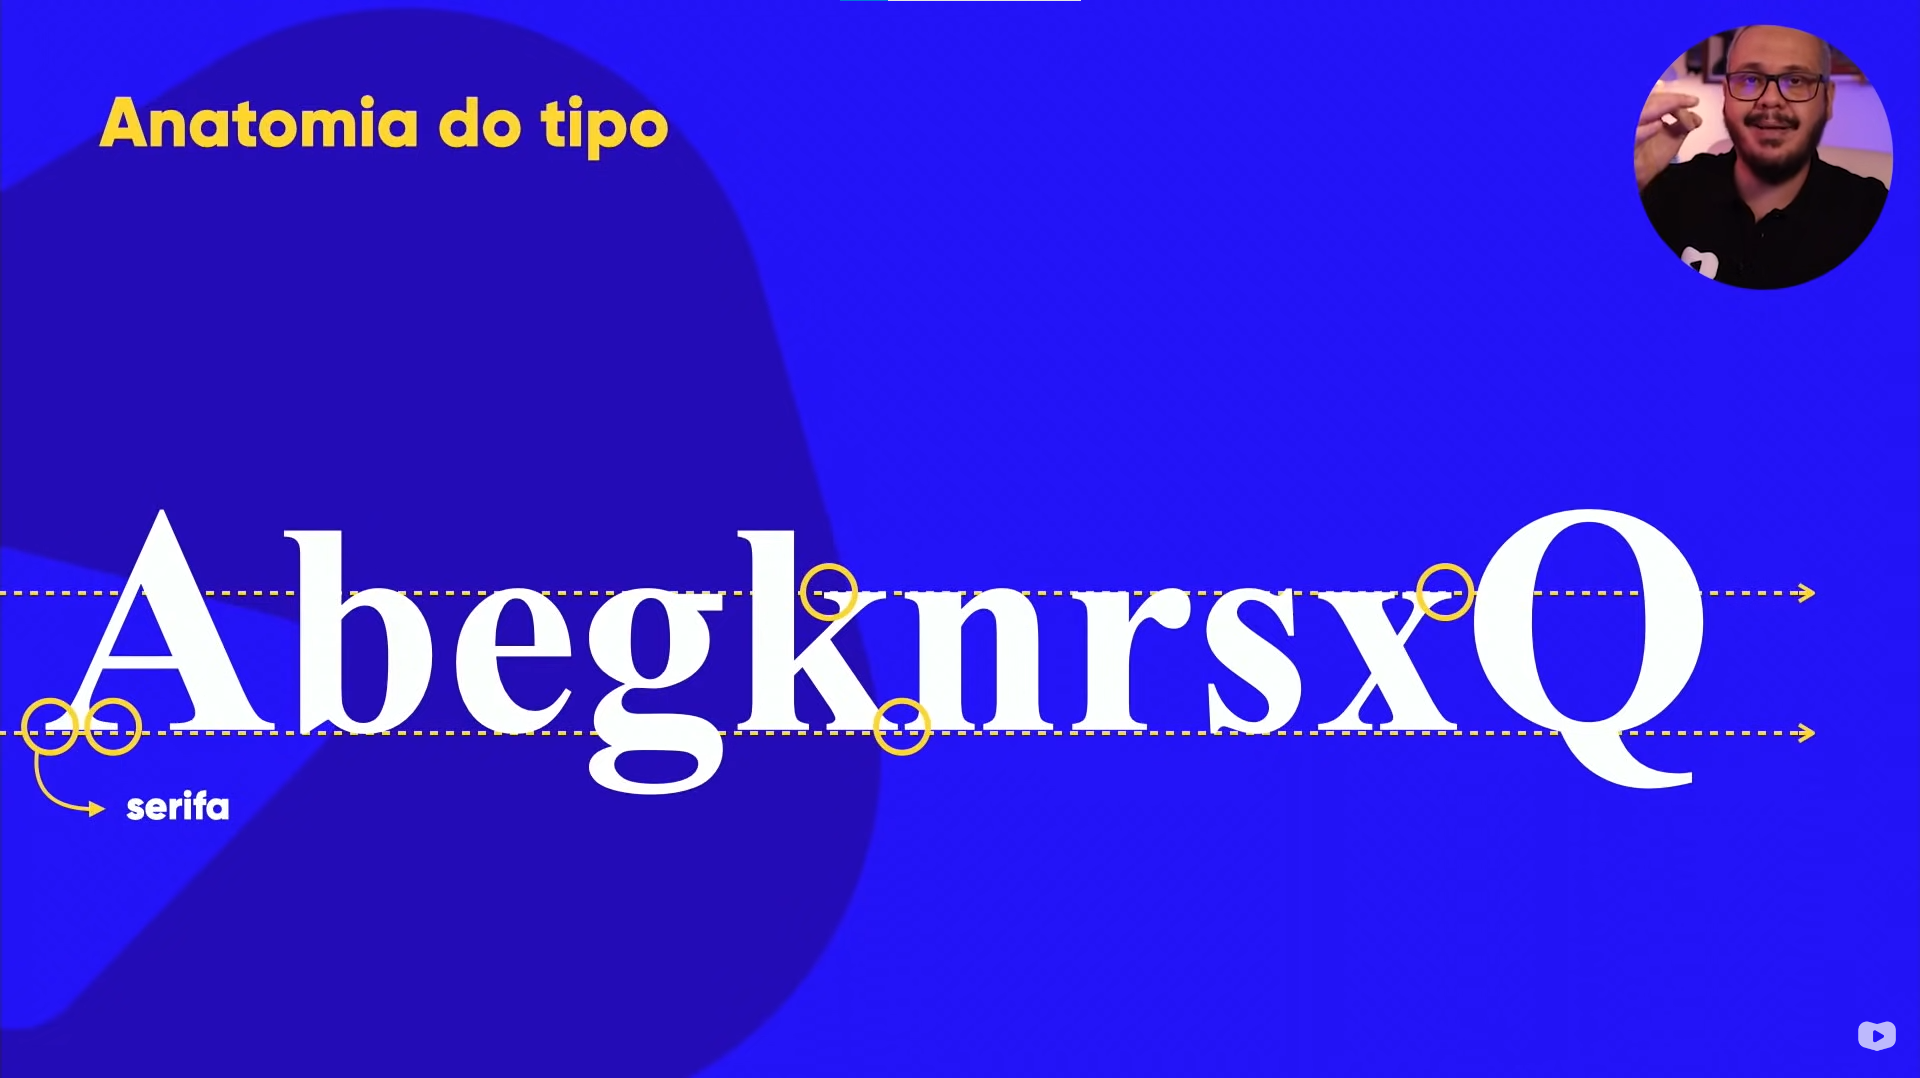 Anatomia do tipo
AbegknrsxQ
serifa